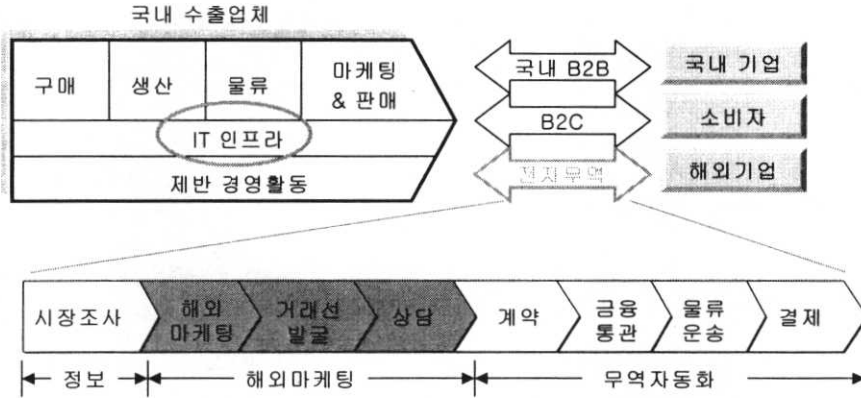 국내 수출업체
구매
생산
물류
마케팅
& 판매
IT 인프라
제반 경영활동
국내 B2B
B2C
전자무역
국내 기업
소비자
해외기업
시장조사
해외
마케팅
거래선
발굴
상담
계약
금융
통관
물류
운송
결제
정보
해외마케팅
무역자동화